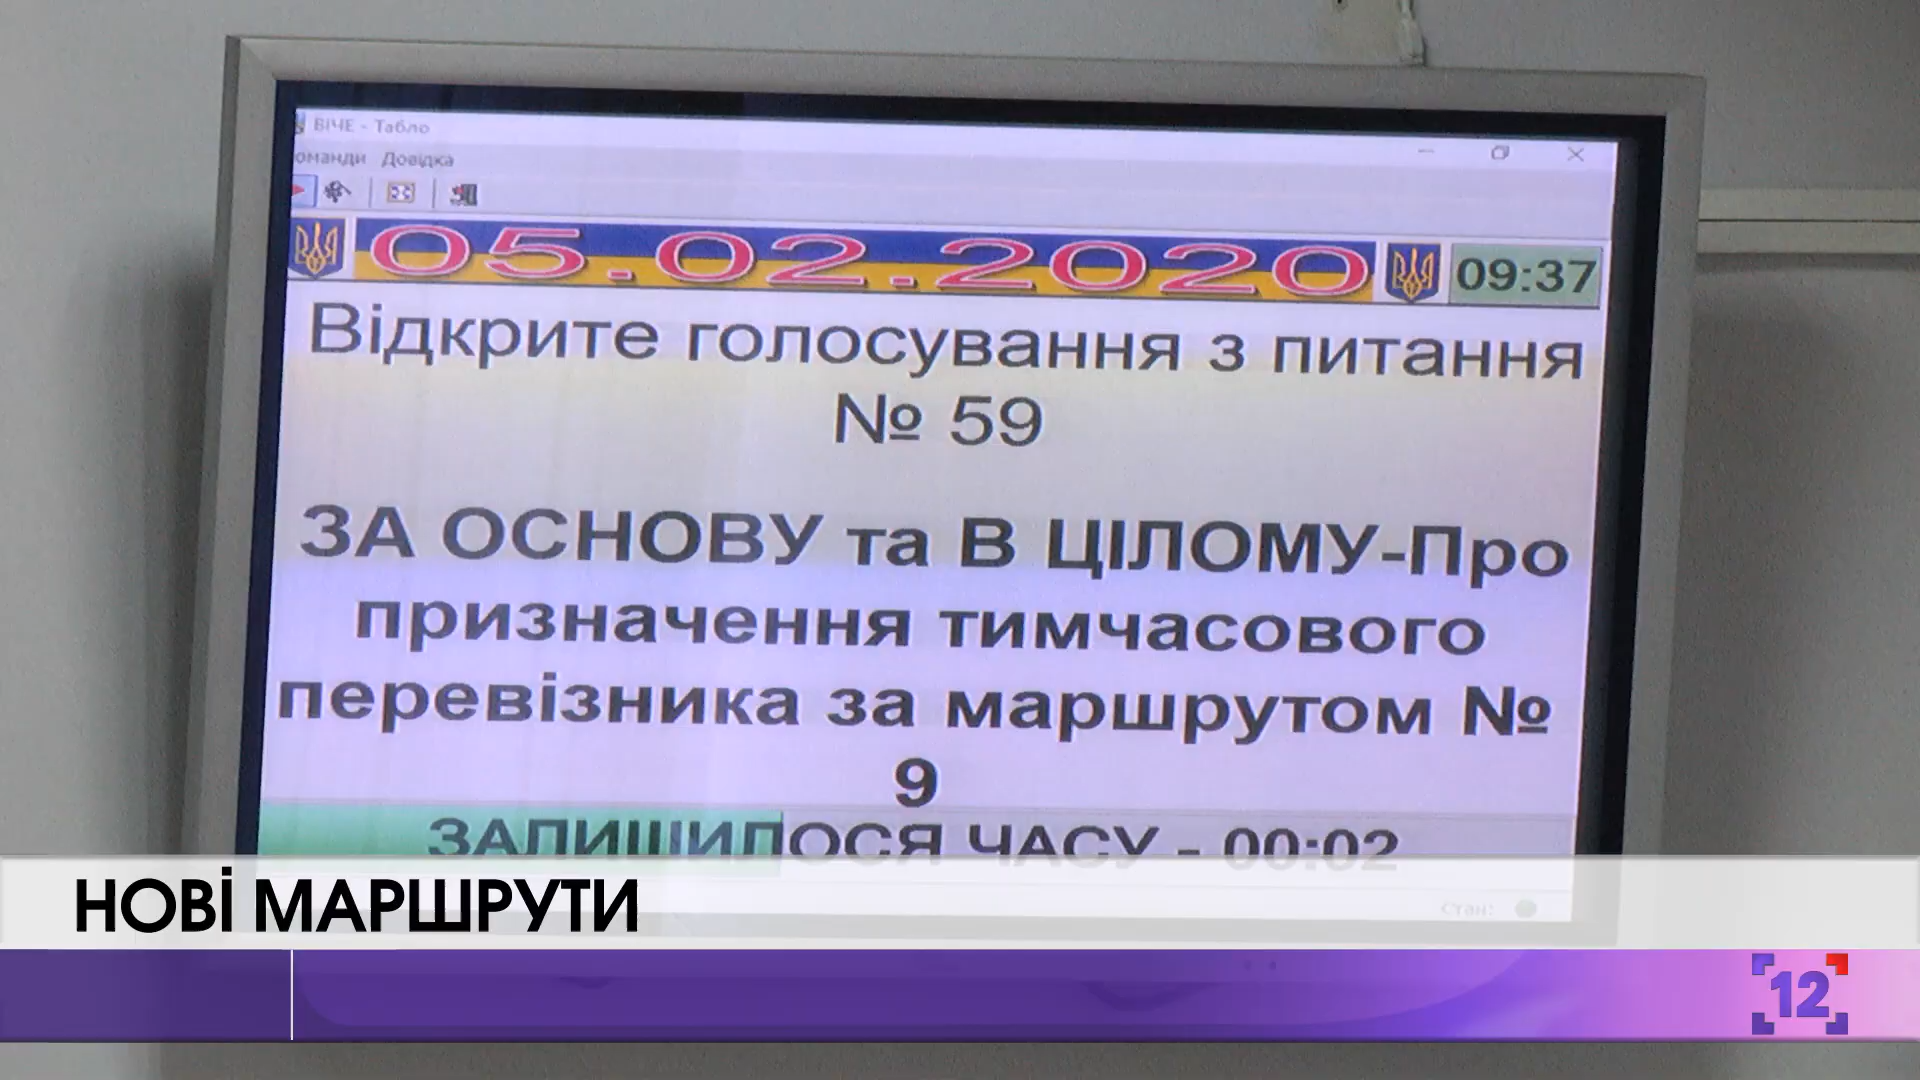 ВІЧЕ - Табло
оманди Довідка
05.02.2020 09:37
Відкрите голосування з питання
№ 59
ЗА ОСНОВУ та В ЦІЛОМУ-Про
призначення тимчасового
перевізника за маршрутом №
9
ЗАЛИШИЛОСЯ ЧАСУ - 00:02
Стан:
НОВІ МАРШРУТИ
12